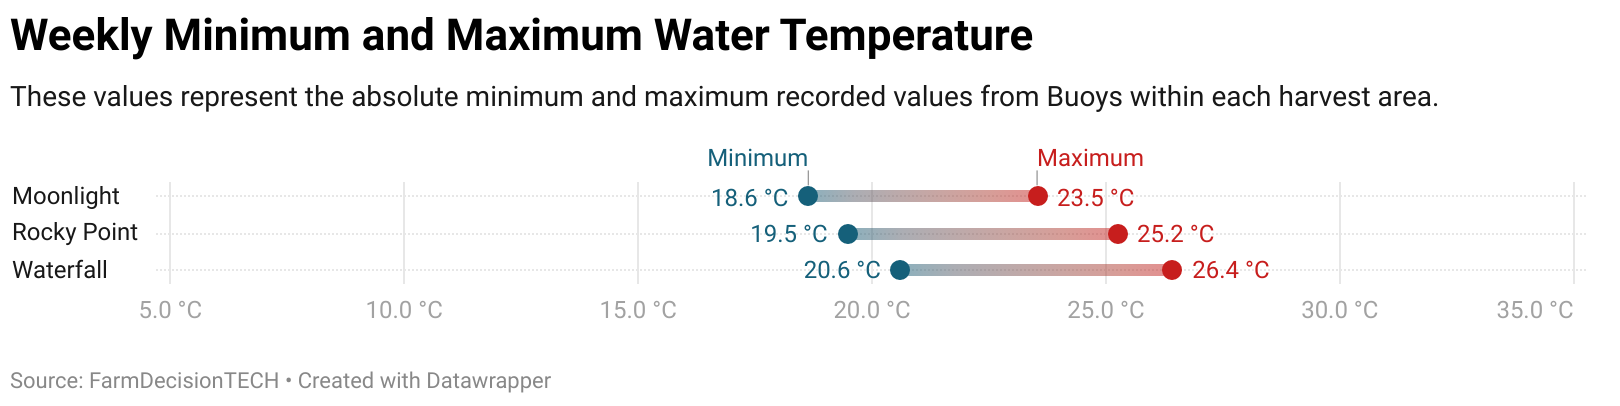 Weekly Minimum and Maximum Water Temperature
These values represent the absolute minimum and maximum recorded values from Buoys within each harvest area.
Minimum Maximum
Moonlight 18.6 °C 23.5 °C
Rocky Point 19.5 °C 25.2 °C
Waterfall 20.6 °C 26.4 °C
5.0 °C 10.0 °C 15.0 °C 20.0 °C 25.0 °C 30.0 °C 35.0 °C
Source: FarmDecisionTECH • Created with Datawrapper